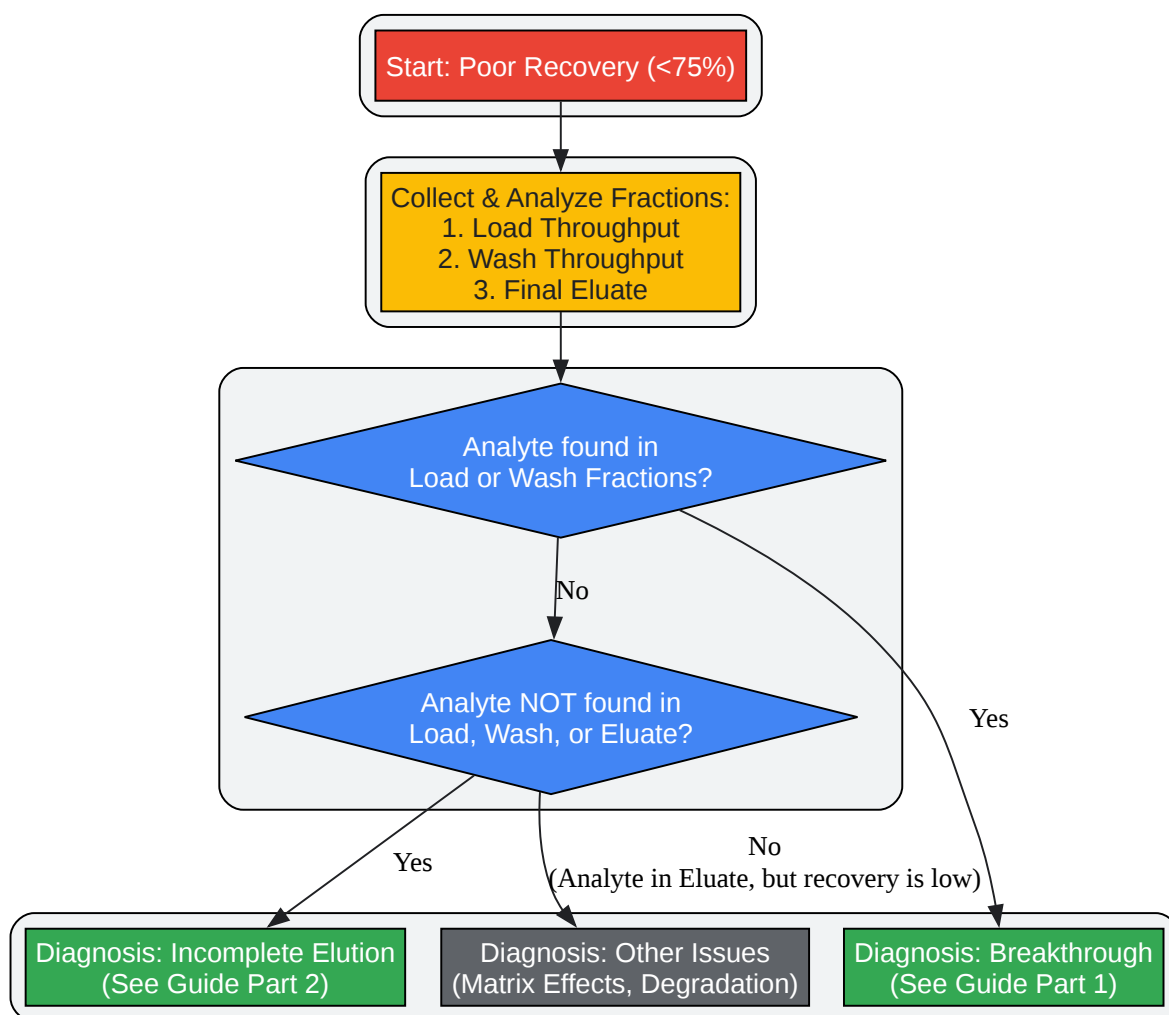 Start: Poor Recovery (<75%)
Collect & Analyze Fractions:
1. Load Throughput
2. Wash Throughput
3. Final Eluate
Analyte found in
Load or Wash Fractions?
No
Analyte NOT found in
Load, Wash, or Eluate?
Yes
Yes
No
(Analyte in Eluate, but recovery is low)
Diagnosis: Incomplete Elution
(See Guide Part 2)
Diagnosis: Other Issues
(Matrix Effects, Degradation)
Diagnosis: Breakthrough
(See Guide Part 1)